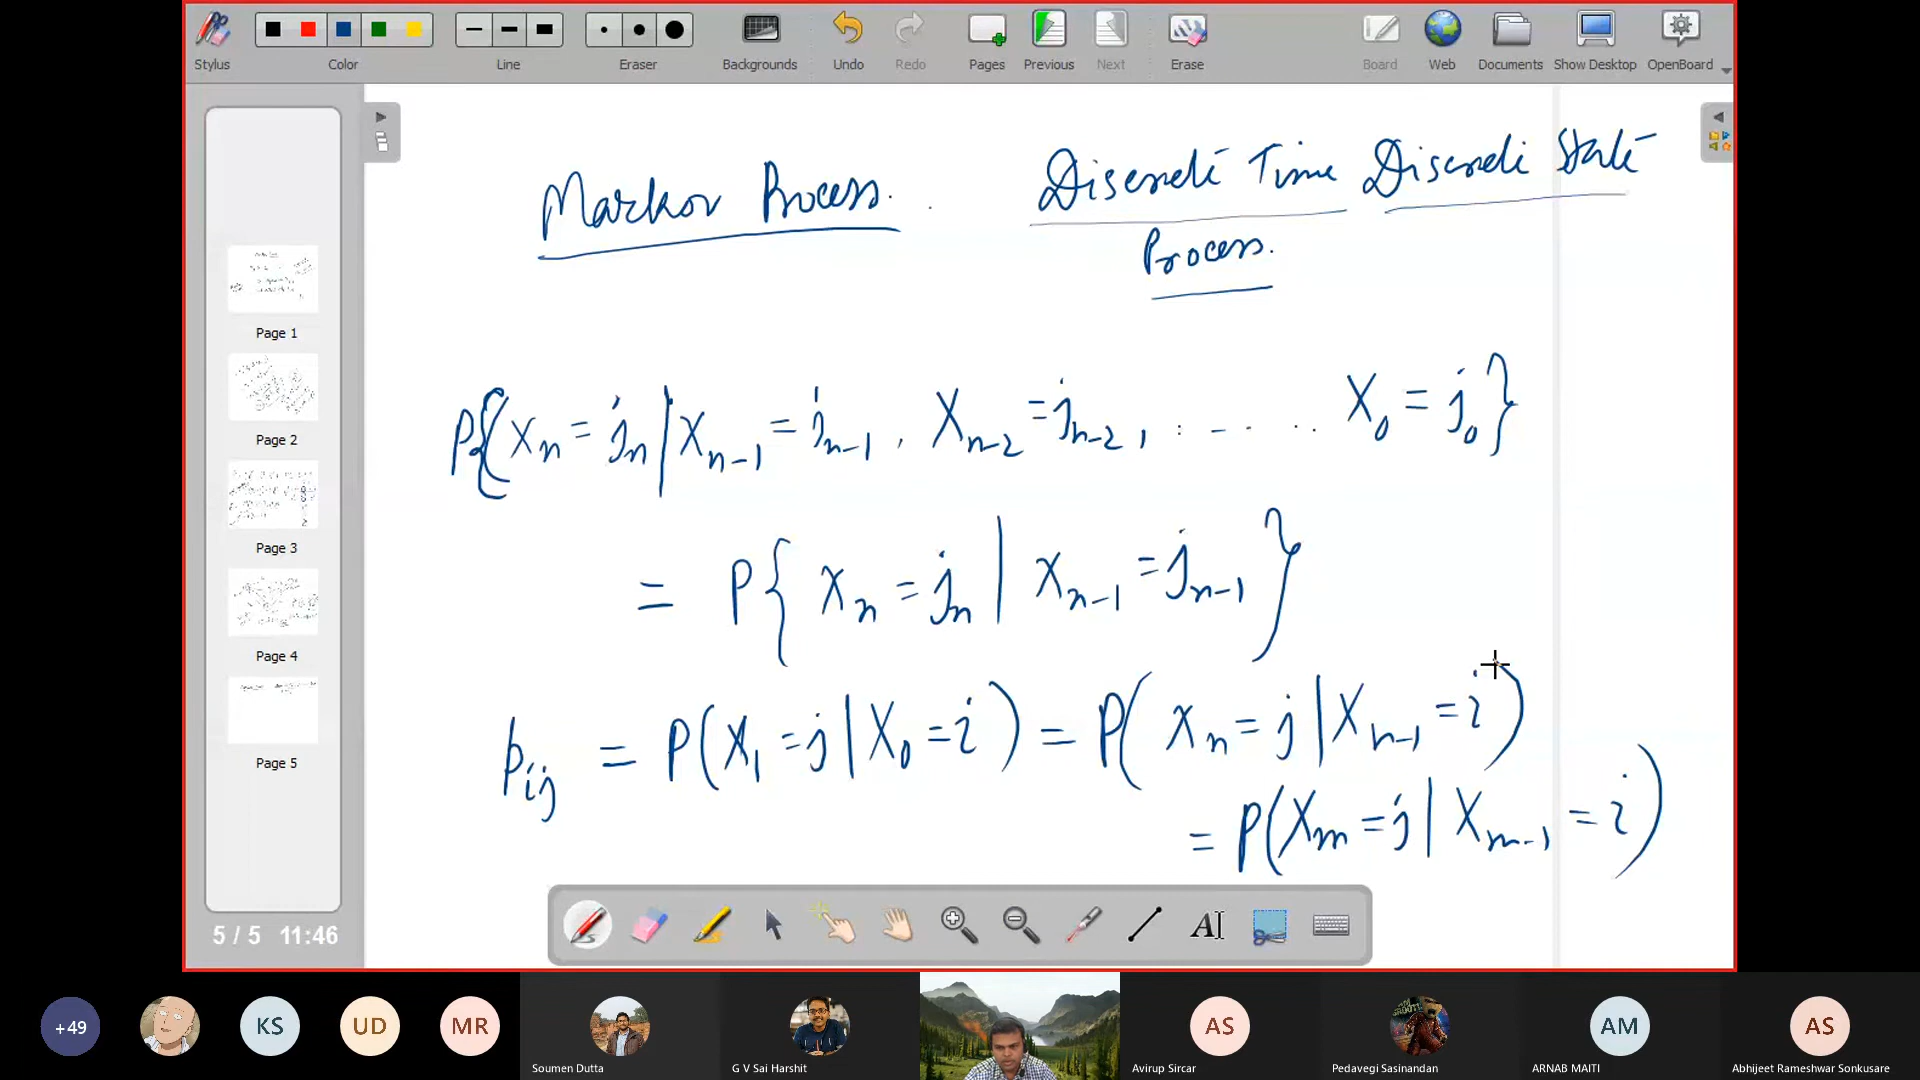 Stylus Color Line Eraser Backgrounds Undo Redo Pages Previous Next Erase Board Web Documents Show Desktop OpenBoard
Markov Process. Discrete Time Discrete State
Process.
P{(Xn = jn | Xn-1 = jn-1, Xn-2 = jn-2, . - . . . . X0 = j0}
= P{ Xn = jn | Xn-1 = jn-1 }
pij = P(X1 = j | X0 = i) = P( Xn = j | Xn-1 = i)
= P(Xm = j | Xm-1 = i)
Page 1
Page 2
Page 3
Page 4
Page 5
5 / 5 11:46
AI
+49 KS UD MR AS AM AS
Soumen Dutta G V Sai Harshit Avirup Sircar Pedavegi Sasinandan ARNAB MAITI Abhijeet Rameshwar Sonkusare